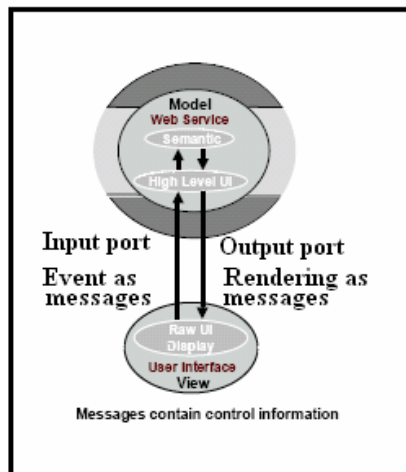 Model
Web Service
Semantic
High Level UI
Input port
Output port
Event as
messages
Rendering as
messages
Raw UI
Display
User Interface
View
Messages contain control information